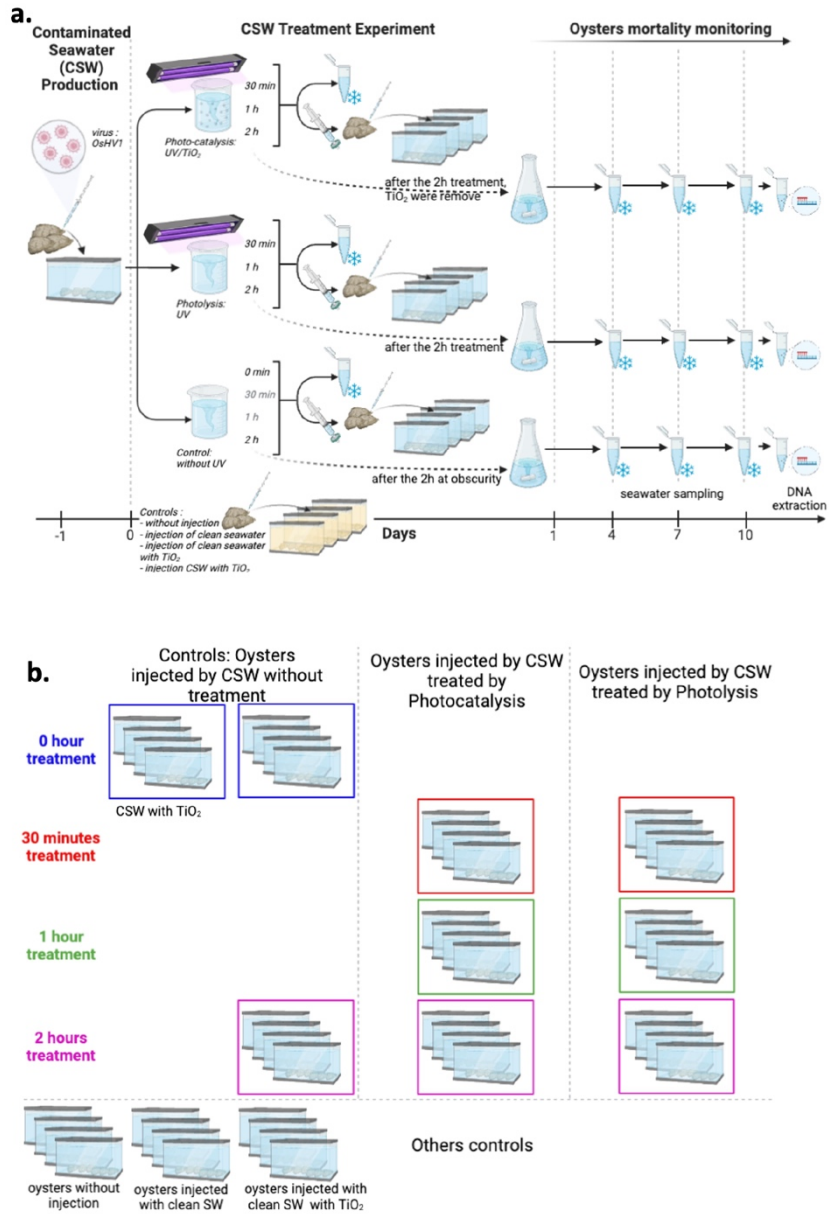 a.
Contaminated
Seawater
(CSW)
Production
CSW Treatment Experiment
Oysters mortality monitoring
virus :
OsHV1
Photo-catalysis:
UV/TiO₂
30 min
1 h
2 h
after the 2h treatment,
TiO₂ were remove
Photolysis:
UV
30 min
1 h
2 h
after the 2h treatment
Control:
without UV
0 min
30 min
1 h
2 h
after the 2h at obscurity
seawater sampling
DNA
extraction
Controls :
- without injection
- injection of clean seawater
- injection of clean seawater
with TiO₂
- injection CSW with TiO₂
-1
0
Days
1
4
7
10
b.
Controls: Oysters
injected by CSW without
treatment
Oysters injected by CSW
treated by
Photocatalysis
Oysters injected by CSW
treated by Photolysis
0 hour
treatment
CSW with TiO₂
30 minutes
treatment
1 hour
treatment
2 hours
treatment
Others controls
oysters without
injection
oysters injected
with clean SW
oysters injected with
clean SW with TiO₂